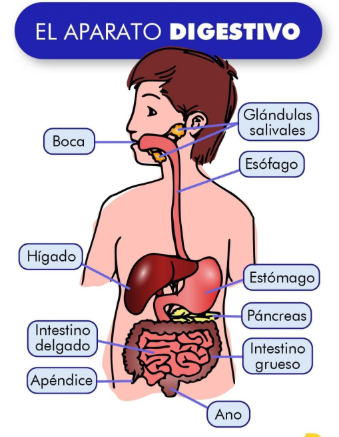 EL APARATO DIGESTIVO
Glándulas
salivales
Boca
Esófago
Hígado
Estómago
Páncreas
Intestino
delgado
Intestino
grueso
Apéndice
Ano